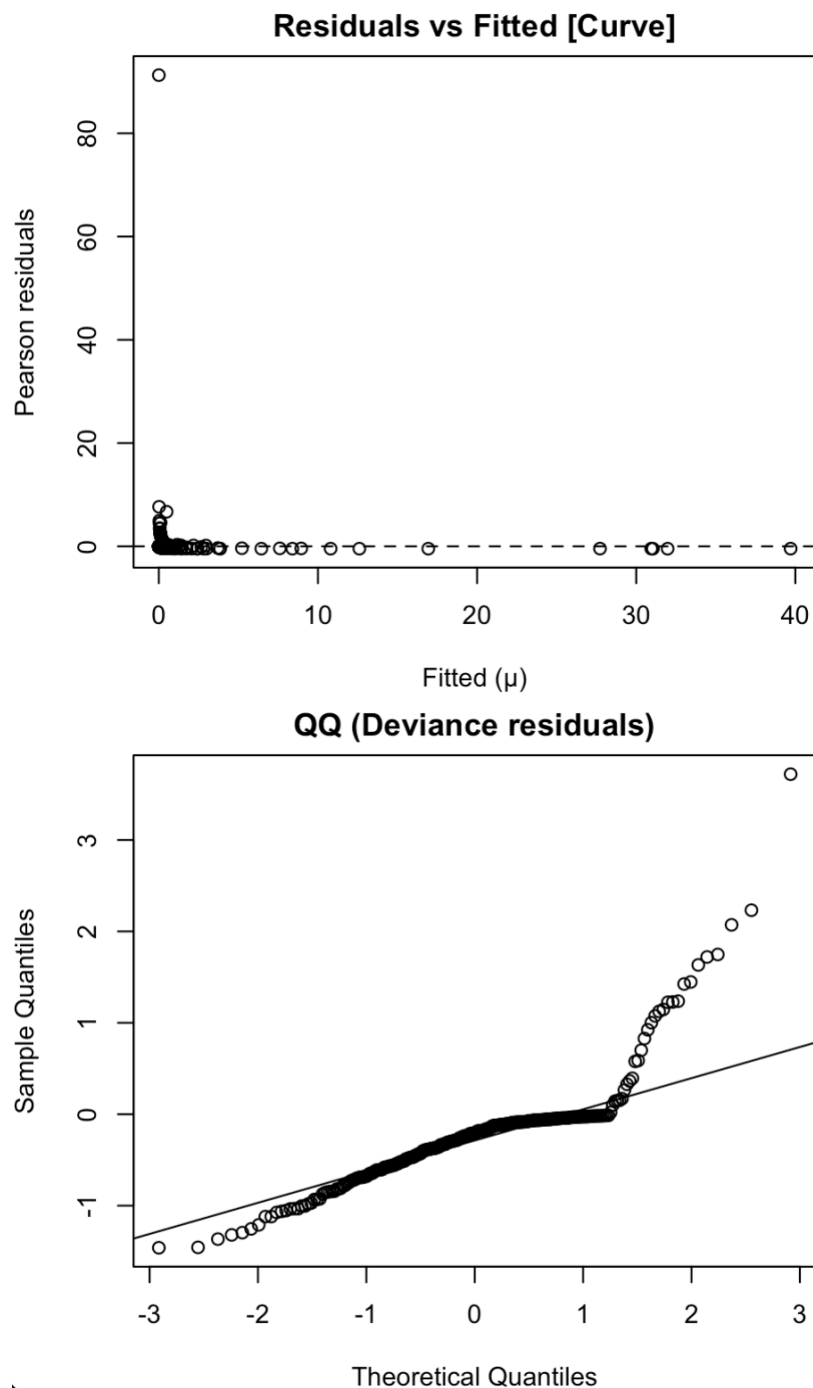 Residuals vs Fitted [Curve]
Pearson residuals
80
60
40
20
0
0 10 20 30 40
Fitted (μ)
QQ (Deviance residuals)
Sample Quantiles
3
2
1
0
-1
-3 -2 -1 0 1 2 3
Theoretical Quantiles